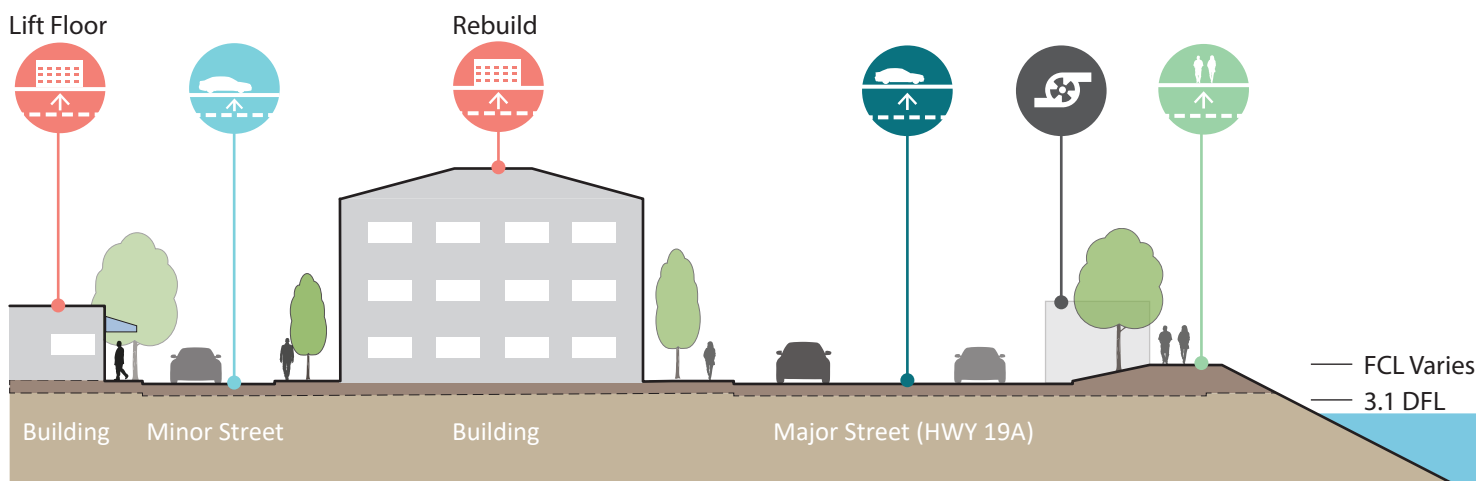 Lift Floor
Rebuild
FCL Varies
3.1 DFL
Building
Minor Street
Building
Major Street (HWY 19A)